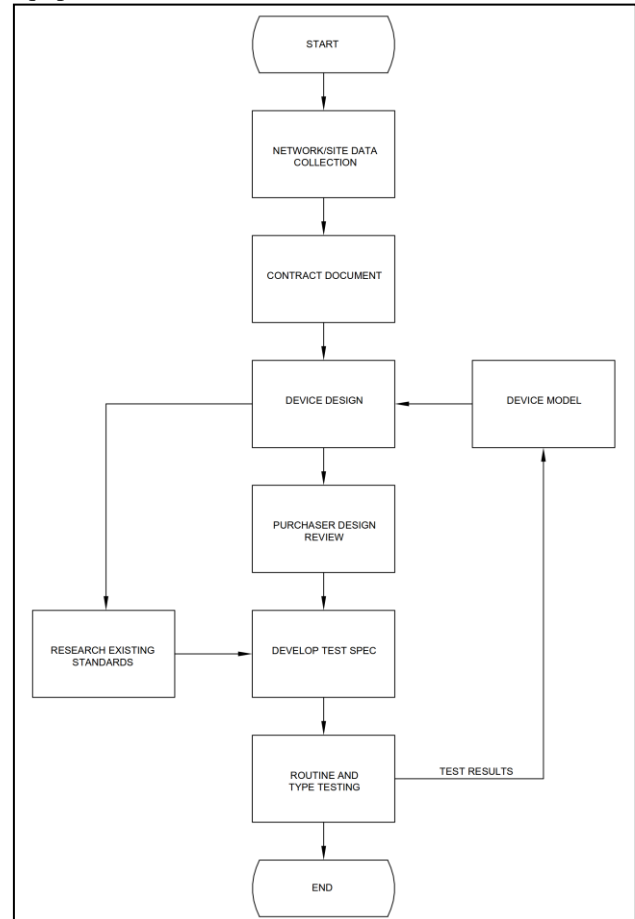 START
NETWORK/SITE DATA
COLLECTION
CONTRACT DOCUMENT
DEVICE DESIGN
DEVICE MODEL
PURCHASER DESIGN
REVIEW
RESEARCH EXISTING
STANDARDS
DEVELOP TEST SPEC
ROUTINE AND
TYPE TESTING
TEST RESULTS
END